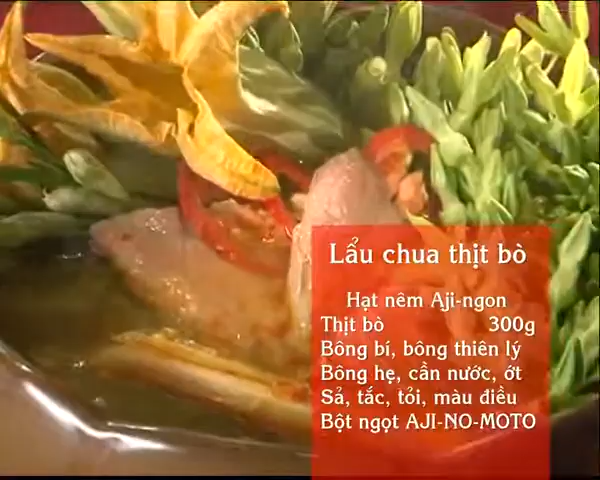 Lẩu chua thịt bò
Hạt nêm Aji-ngon
Thịt bò 300g
Bông bí, bông thiên lý
Bông hẹ, cần nước, ớt
Sả, tắc, tỏi, màu điều
Bột ngọt AJI-NO-MOTO